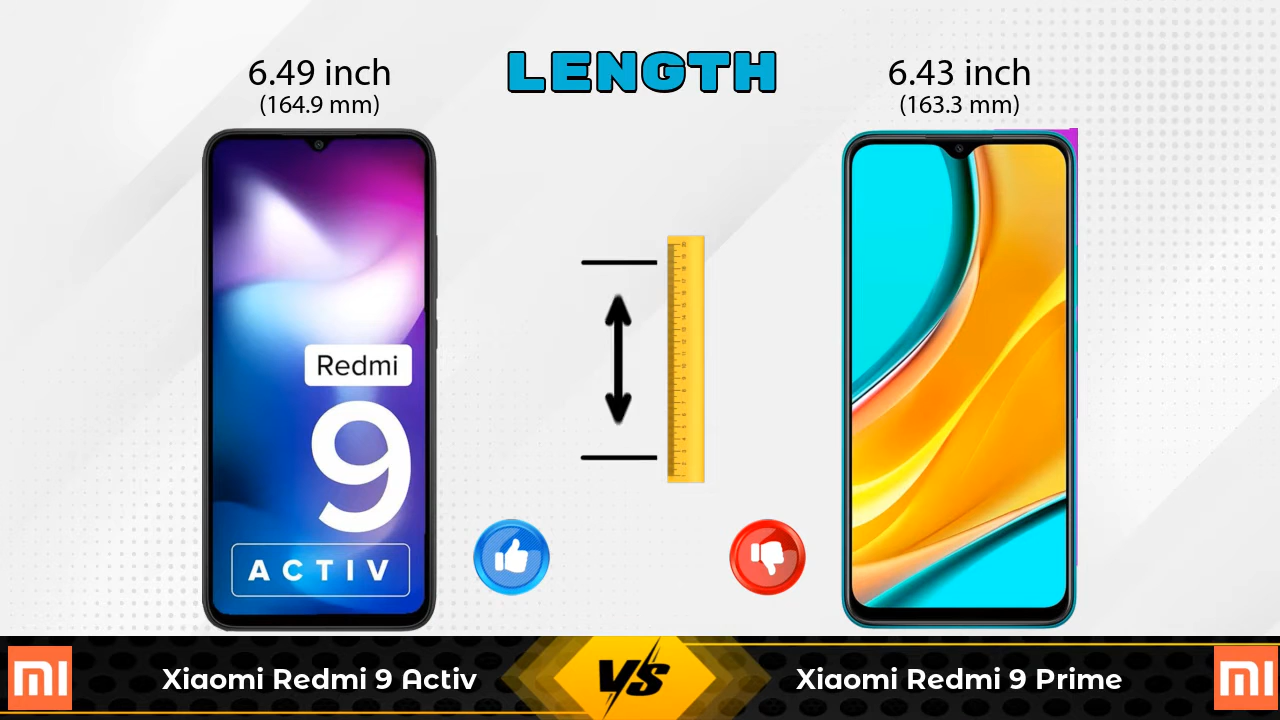 LENGTH
6.49 inch
(164.9 mm)
6.43 inch
(163.3 mm)
Redmi
9
ACTIV
mi
Xiaomi Redmi 9 Activ
VS
Xiaomi Redmi 9 Prime
mi